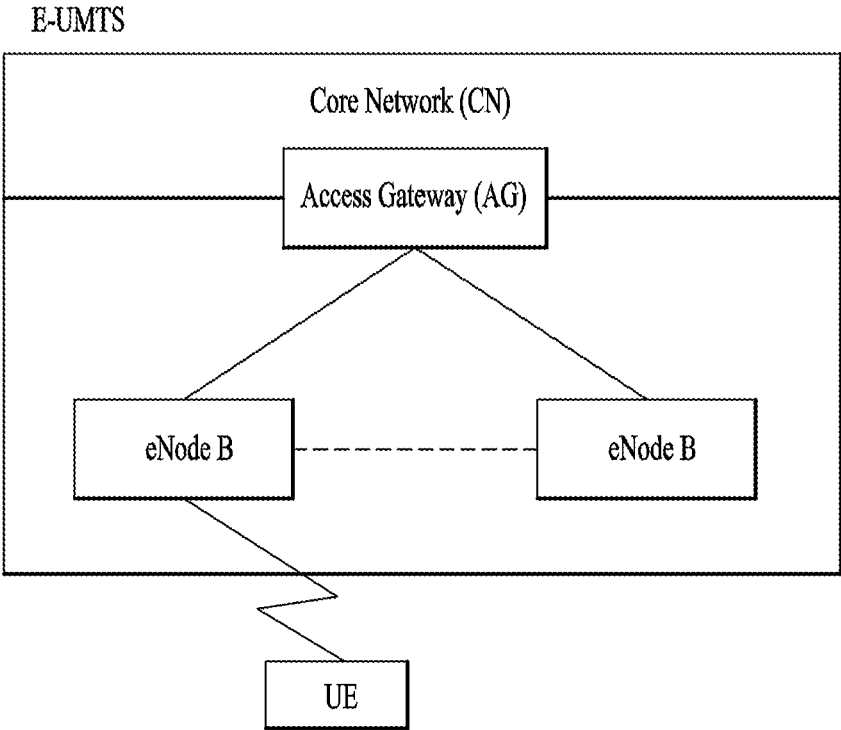 E-UMTS
Core Network (CN)
Access Gateway (AG)
eNode B
eNode B
UE